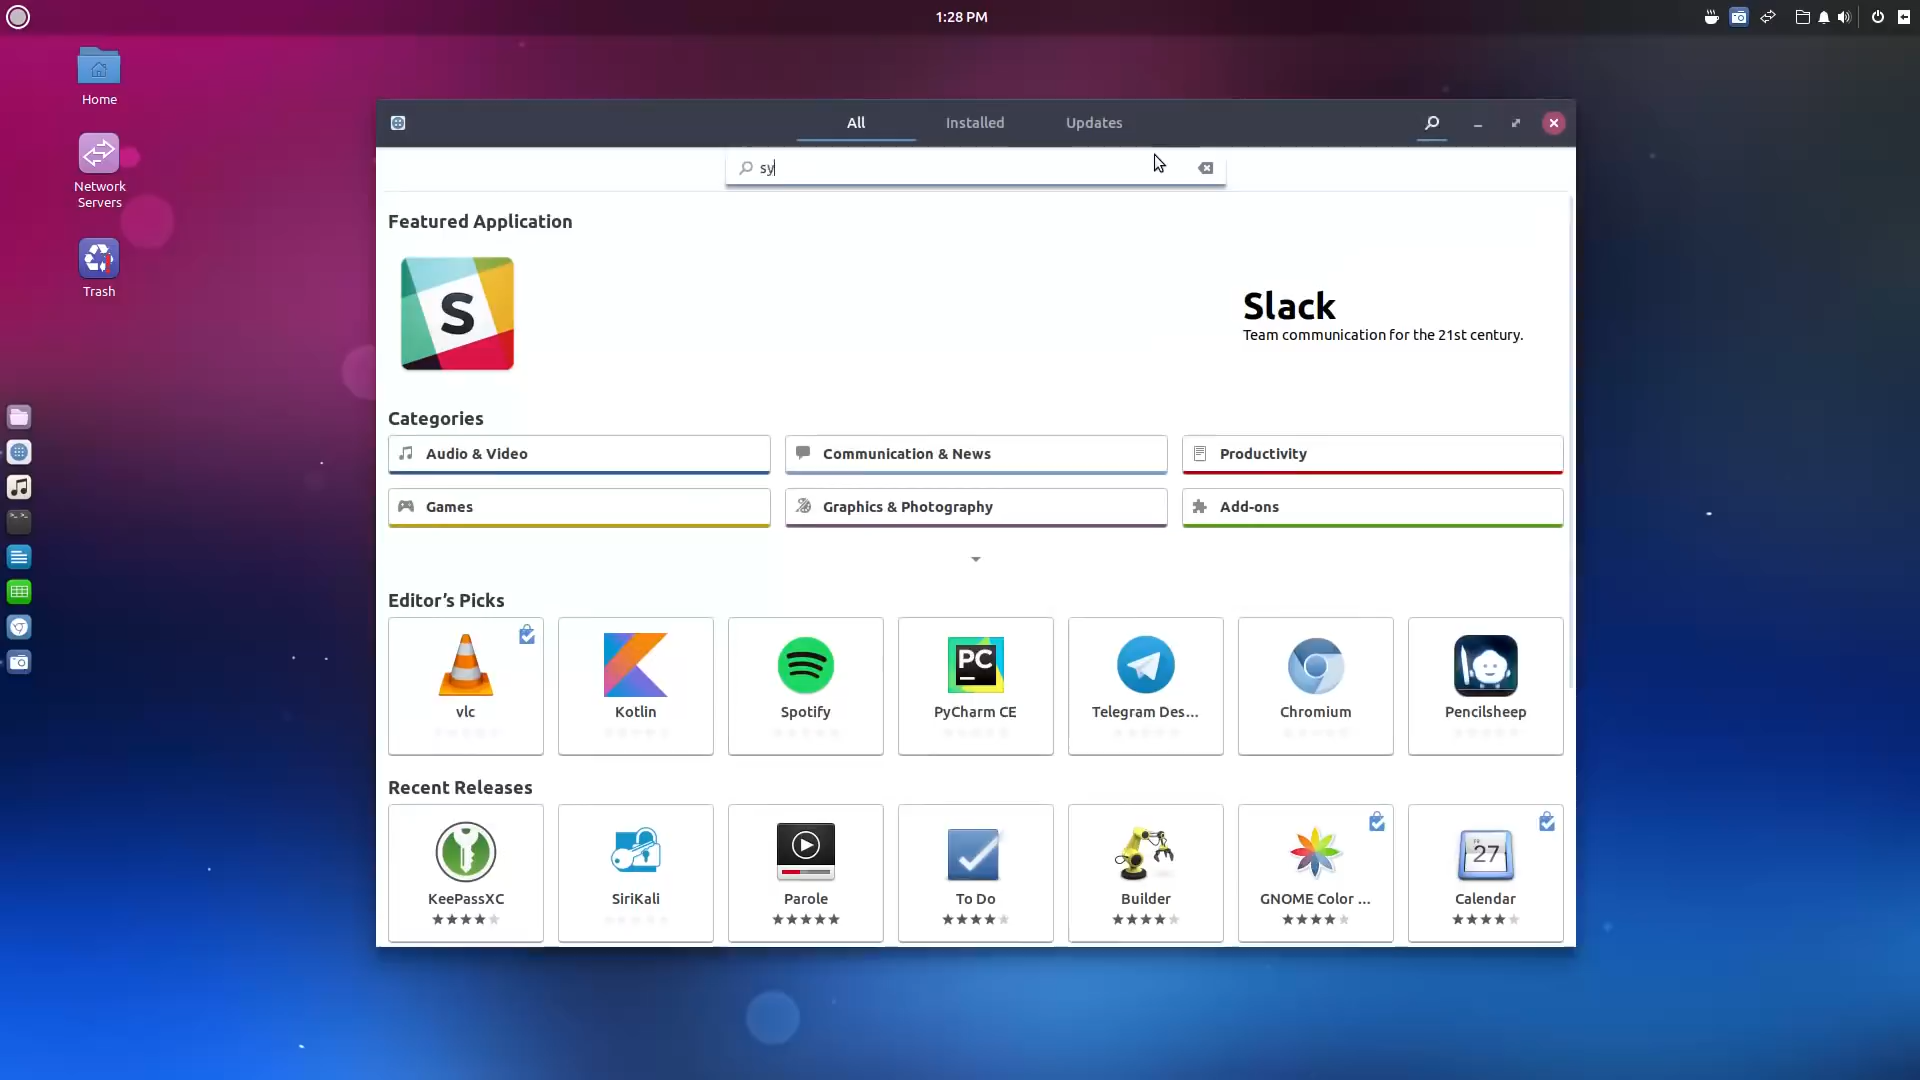 1:28 PM
Home
Network
Servers
Trash
All
Installed
Updates
sy
Featured Application
S
Slack
Team communication for the 21st century.
Categories
Audio & Video
Communication & News
Productivity
Games
Graphics & Photography
Add-ons
Editor’s Picks
PC
vlc
Kotlin
Spotify
PyCharm CE
Telegram Des...
Chromium
Pencilsheep
Recent Releases
27
KeePassXC
SiriKali
Parole
To Do
Builder
GNOME Color ...
Calendar